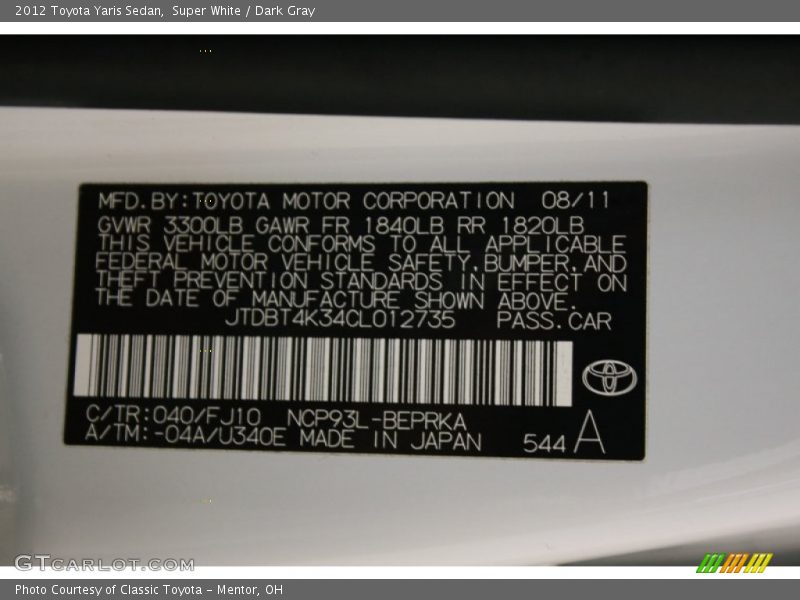 2012 Toyota Yaris Sedan, Super White / Dark Gray
MFD.BY:TOYOTA MOTOR CORPORATION 08/11
GVWR 3300LB GAWR FR 1840LB RR 1820LB
THIS VEHICLE CONFORMS TO ALL APPLICABLE
FEDERAL MOTOR VEHICLE SAFETY,BUMPER,AND
THEFT PREVENTION STANDARDS IN EFFECT ON
THE DATE OF MANUFACTURE SHOWN ABOVE.
JTDBT4K34CL012735 PASS.CAR
C/TR:040/FJ10 NCP93L-BEPRKA
A/TM:-04A/U340E MADE IN JAPAN 544 A
GTCARLOT.COM
Photo Courtesy of Classic Toyota - Mentor, OH